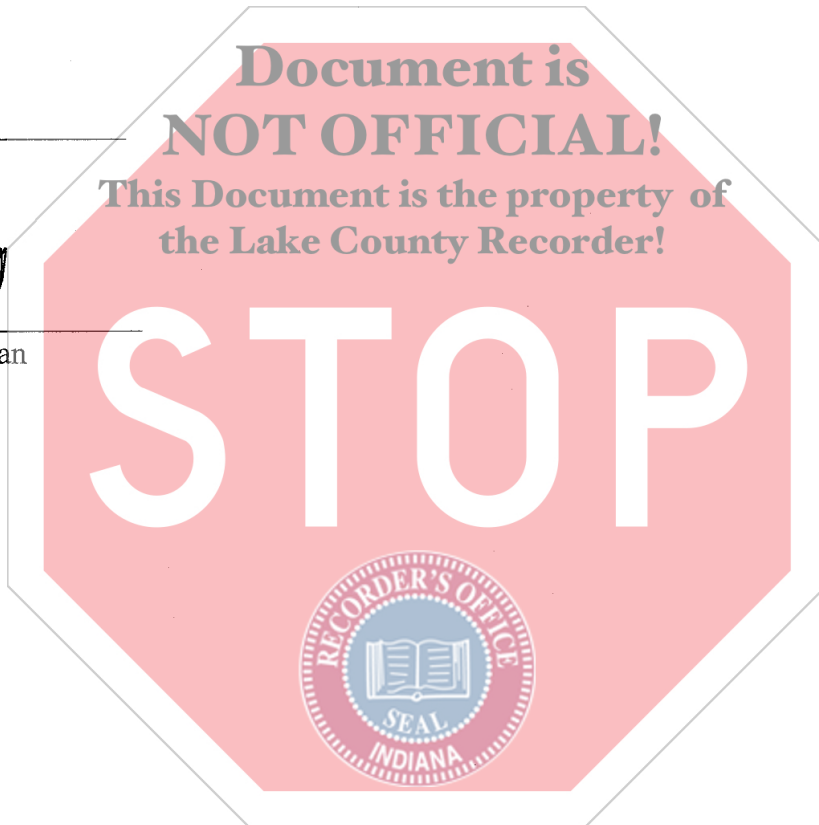 Document is
NOT OFFICIAL!
This Document is the property of
the Lake County Recorder!
an
STOP
RECORDER'S OFFICE
SEAL
INDIANA